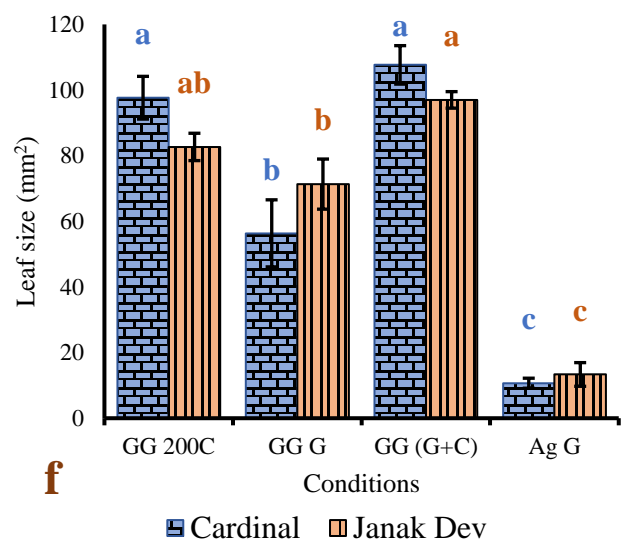 120
100
80
60
40
20
0
Leaf size (mm²)
a
ab
b
b
a
a
c
c
GG 200C GG G GG (G+C) Ag G
Conditions
f
Cardinal Janak Dev